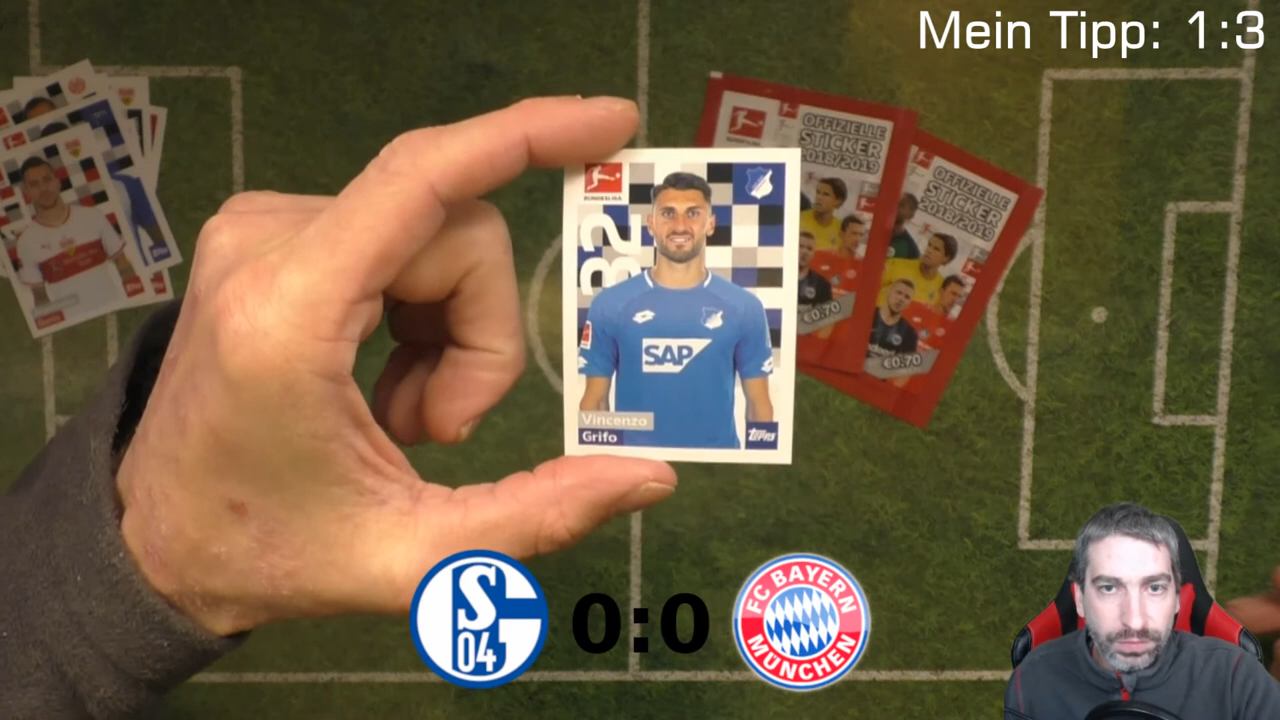 Mein Tipp: 1:3
OFFIZIELLE
STICKER
2018/2019
OFFIZIELLE
STICKER
2018/2019
BUNDESLIGA
32
SAP
Vincenzo
Grifo
Topps
€0.70
€0.70
S
04
0:0
FC BAYERN
MÜNCHEN